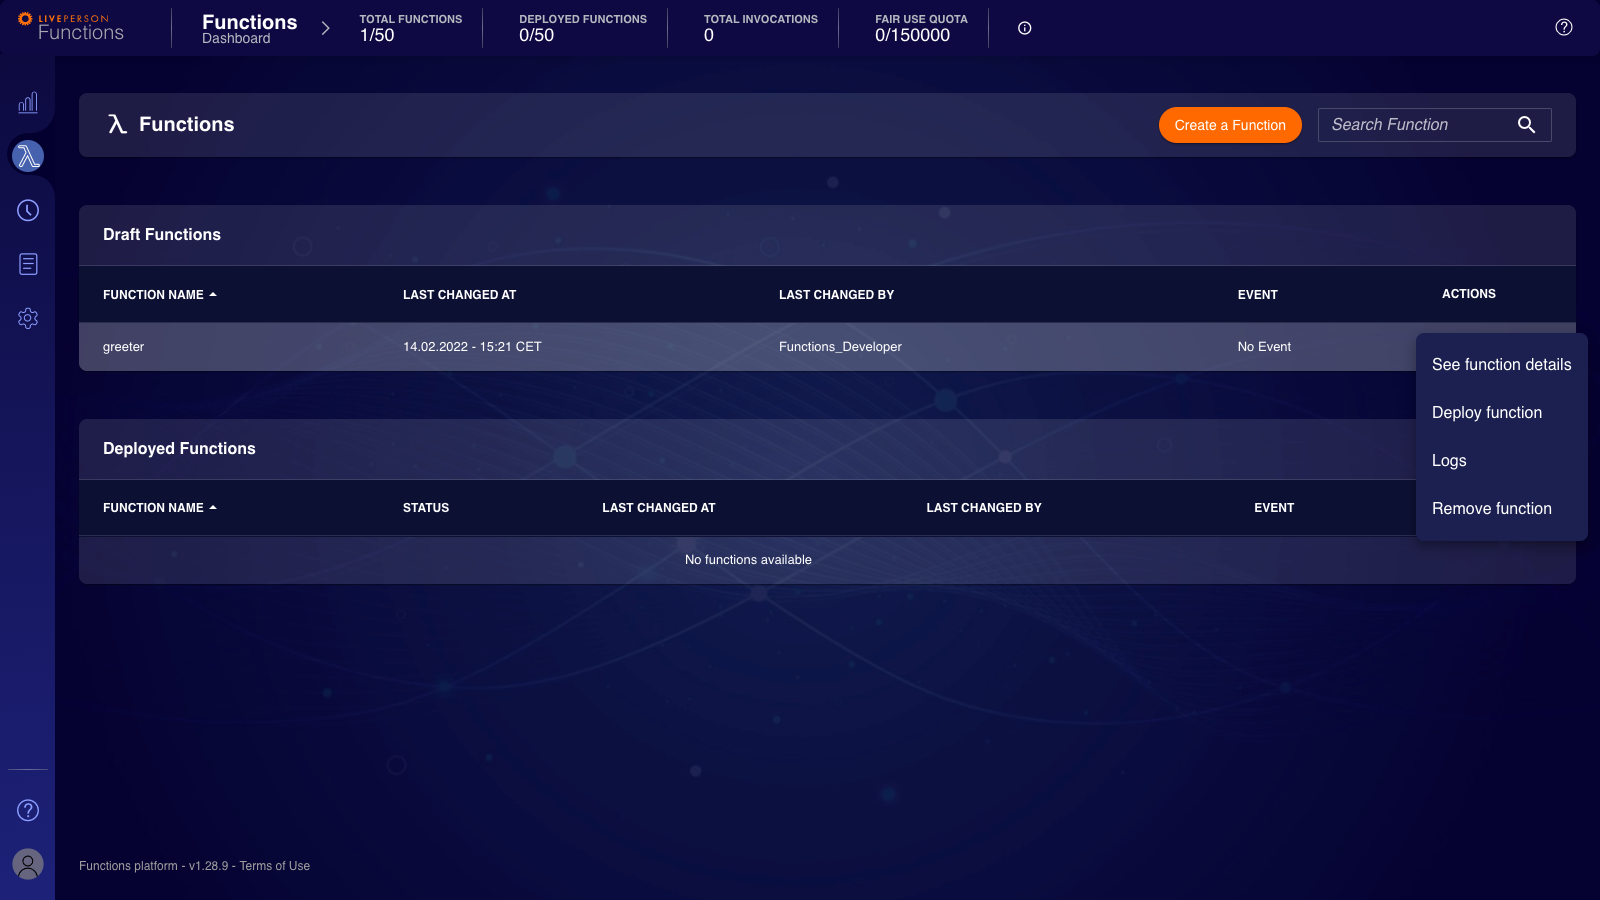 LIVEPERSON
Functions
Functions
Dashboard
TOTAL FUNCTIONS
1/50
DEPLOYED FUNCTIONS
0/50
TOTAL INVOCATIONS
0
FAIR USE QUOTA
0/150000
Functions
Create a Function
Search Function
Draft Functions
FUNCTION NAME LAST CHANGED AT LAST CHANGED BY EVENT ACTIONS
greeter 14.02.2022 - 15:21 CET Functions_Developer No Event
See function details
Deploy function
Logs
Remove function
Deployed Functions
FUNCTION NAME STATUS LAST CHANGED AT LAST CHANGED BY EVENT
No functions available
Functions platform - v1.28.9 - Terms of Use